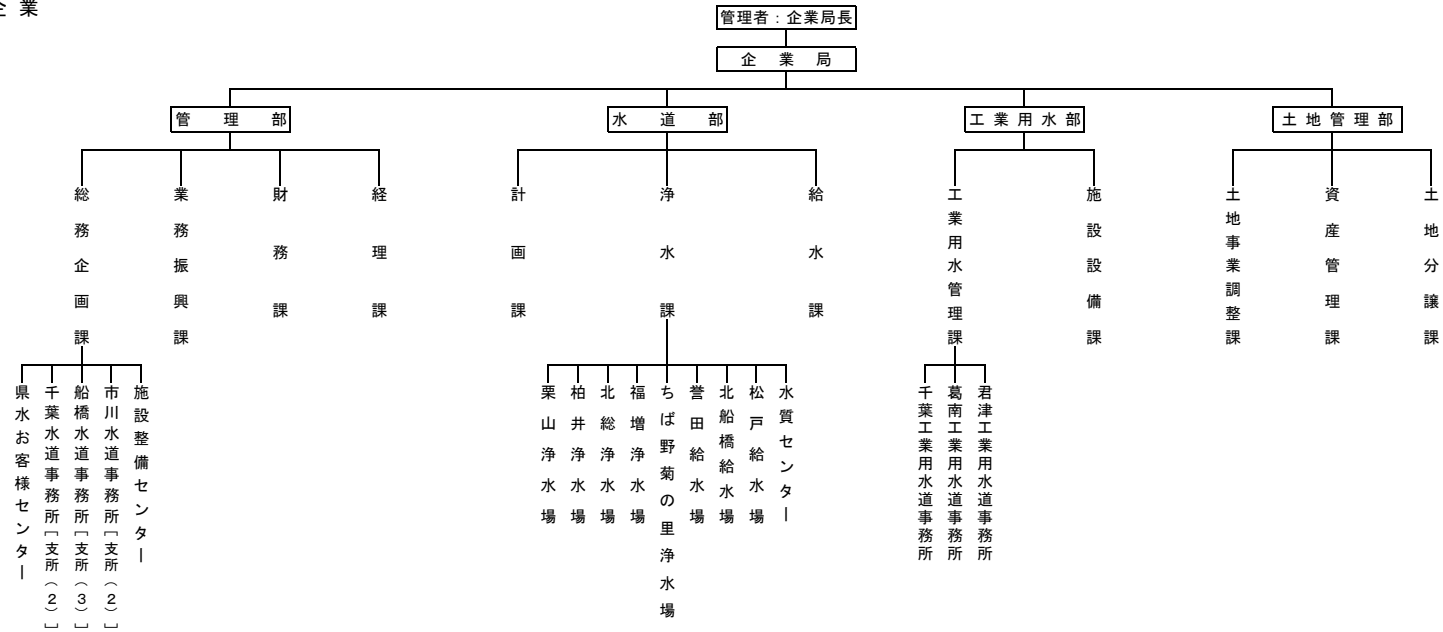 企業
管理者：企業局長
企業局
管理部
水道部
工業用水部
土地管理部
総務企画課
業務振興課
財務課
経理課
計画課
浄水課
給水課
工業用水管理課
施設設備課
土地事業調整課
資産管理課
土地分譲課
県水お客様センター
千葉水道事務所［支所（２）］
船橋水道事務所［支所（３）］
市川水道事務所［支所（２）］
施設整備センター
栗山浄水場
柏井浄水場
北総浄水場
福増浄水場
ちば野菊の里浄水場
誉田給水場
北船橋給水場
松戸給水場
水質センター
千葉工業用水道事務所
葛南工業用水道事務所
君津工業用水道事務所